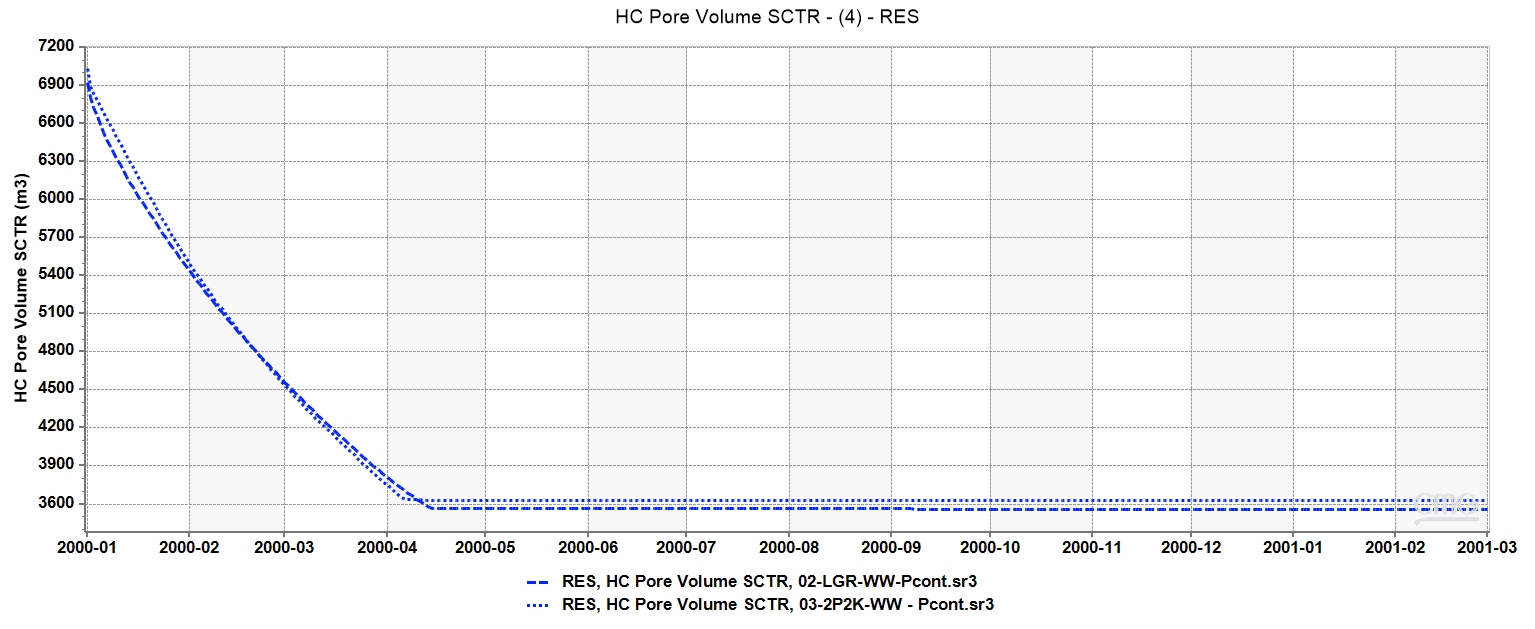 HC Pore Volume SCTR - (4) - RES
HC Pore Volume SCTR (m3)
7200
6900
6600
6300
6000
5700
5400
5100
4800
4500
4200
3900
3600
2000-01 2000-02 2000-03 2000-04 2000-05 2000-06 2000-07 2000-08 2000-09 2000-10 2000-11 2000-12 2001-01 2001-02 2001-03
cmg
RES, HC Pore Volume SCTR, 02-LGR-WW-Pcont.sr3
RES, HC Pore Volume SCTR, 03-2P2K-WW - Pcont.sr3